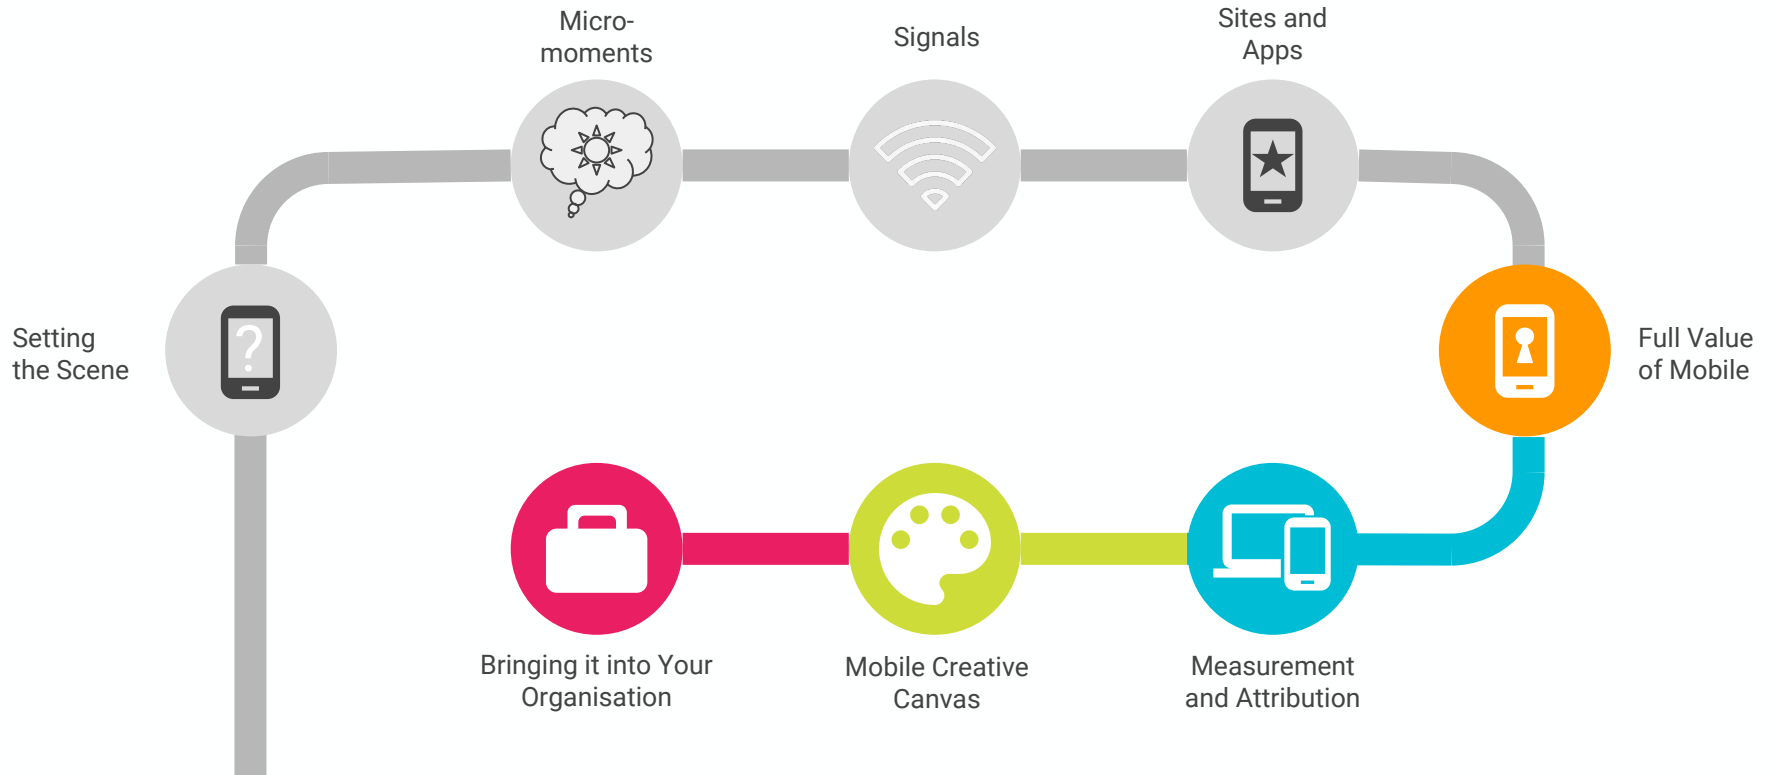 Setting
the Scene
Micro-
moments
Signals
Sites and
Apps
Full Value
of Mobile
Measurement
and Attribution
Mobile Creative
Canvas
Bringing it into Your
Organisation